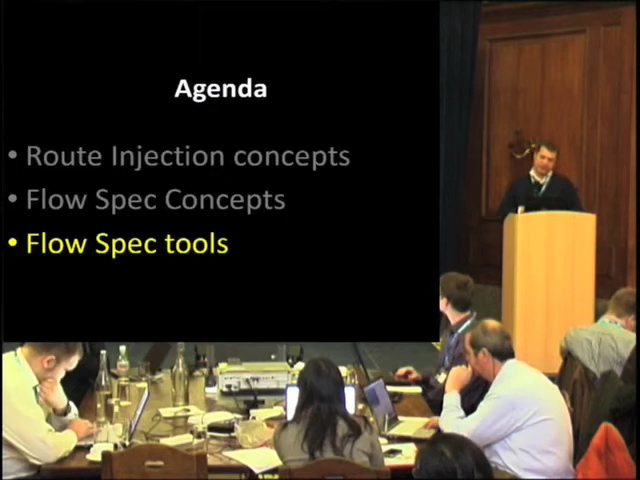 Agenda
• Route Injection concepts
• Flow Spec Concepts
• Flow Spec tools